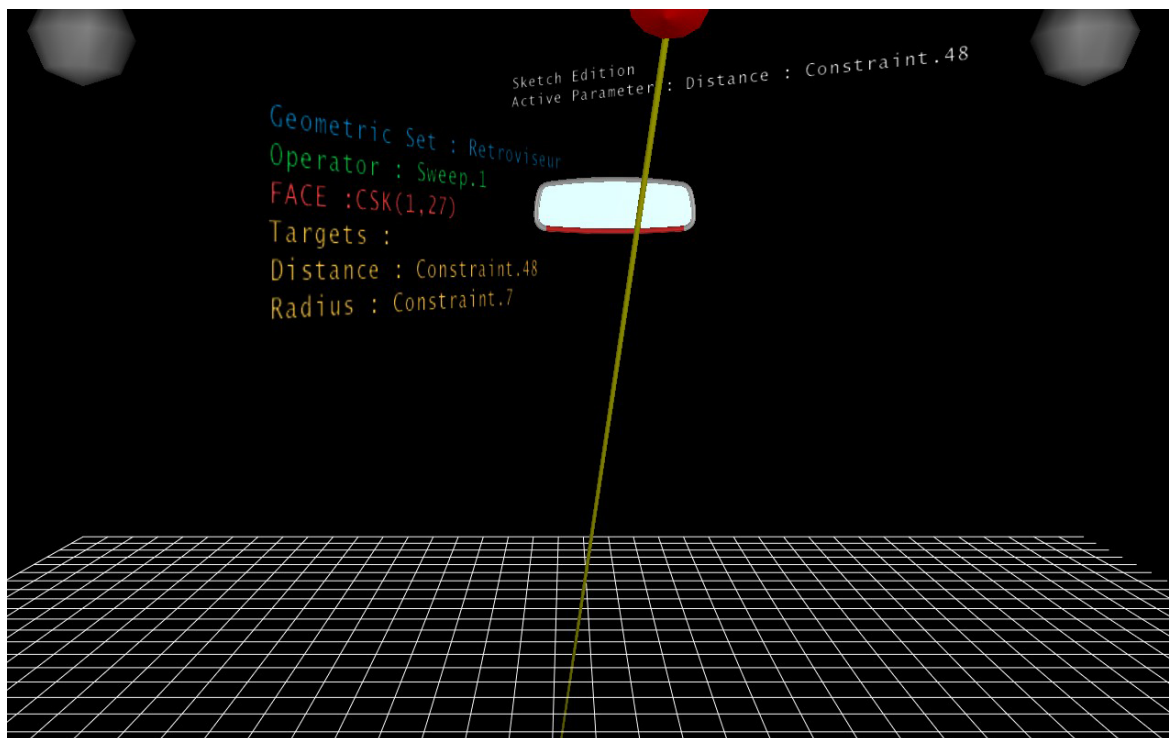 Sketch Edition
Active Parameter : Distance : Constraint.48
Geometric Set : Retroviseur
Operator : Sweep.1
FACE :CSK(1,27)
Targets :
Distance : Constraint.48
Radius : Constraint.7